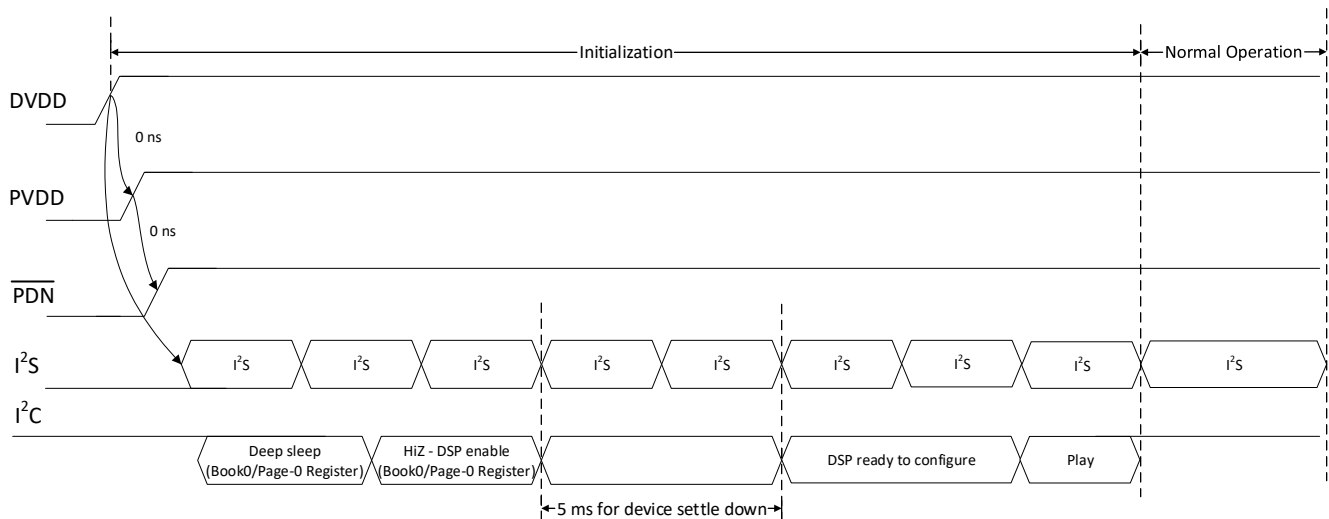 Initialization
Normal Operation
DVDD
0 ns
PVDD
0 ns
PDN
I²S
I²S I²S I²S I²S I²S I²S I²S I²S I²S
I²C
Deep sleep
(Book0/Page-0 Register)
HiZ - DSP enable
(Book0/Page-0 Register)
DSP ready to configure
Play
5 ms for device settle down